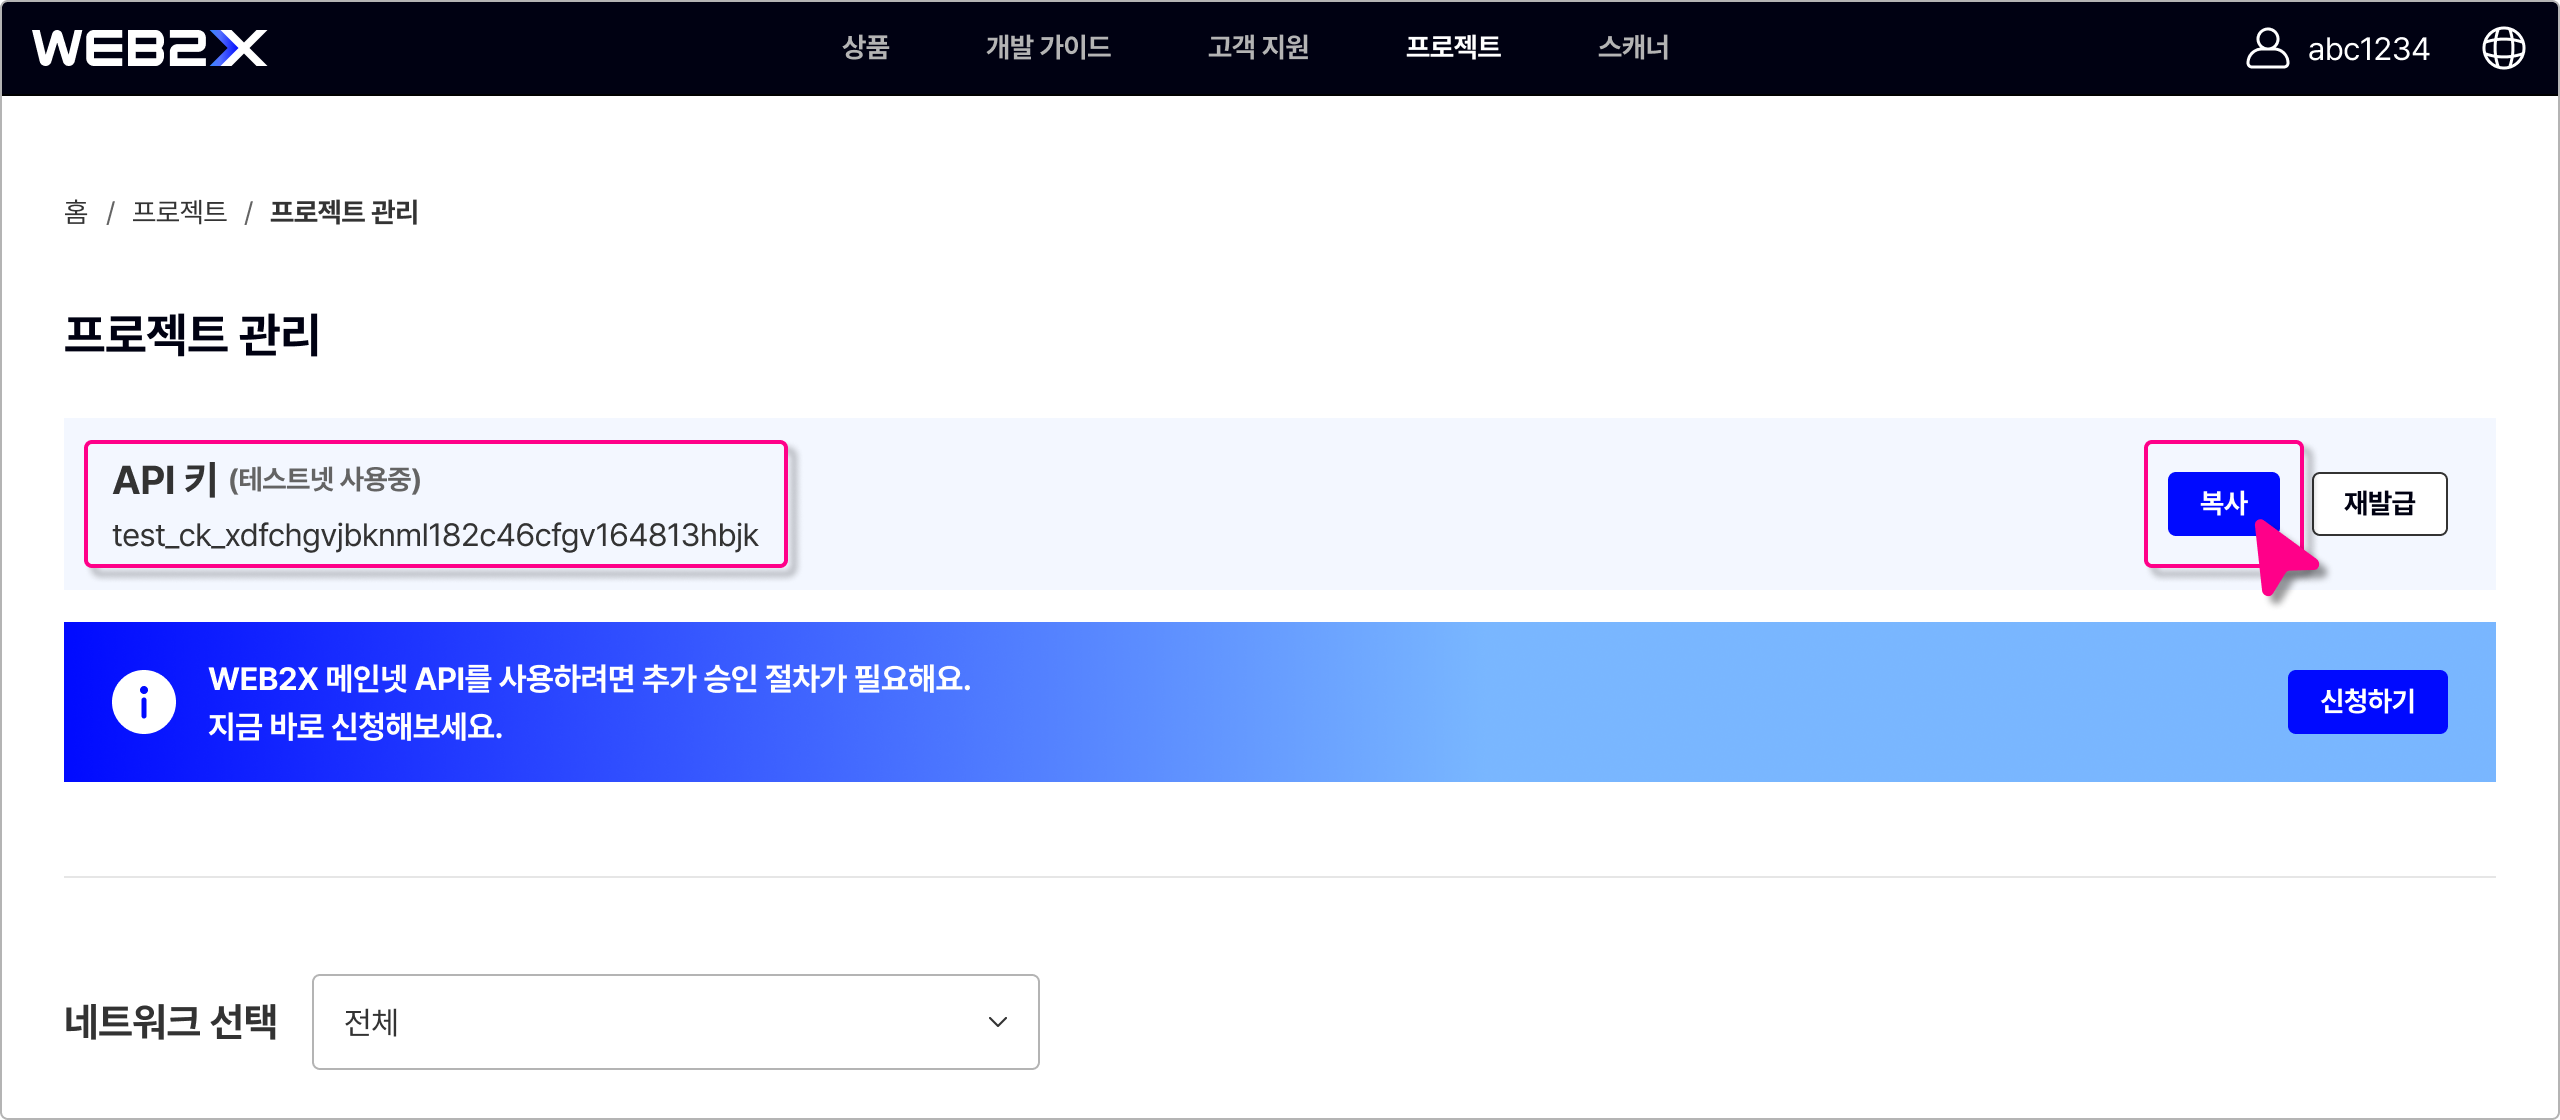 WEB2X 상품 개발 가이드 고객 지원 프로젝트 스캐너 abc1234
홈 / 프로젝트 / 프로젝트 관리
프로젝트 관리
API 키 (테스트넷 사용중)
test_ck_xdfchgvjbknml182c46cfgv164813hbjk
복사 재발급
WEB2X 메인넷 API를 사용하려면 추가 승인 절차가 필요해요.
지금 바로 신청해보세요.
신청하기
네트워크 선택 전체